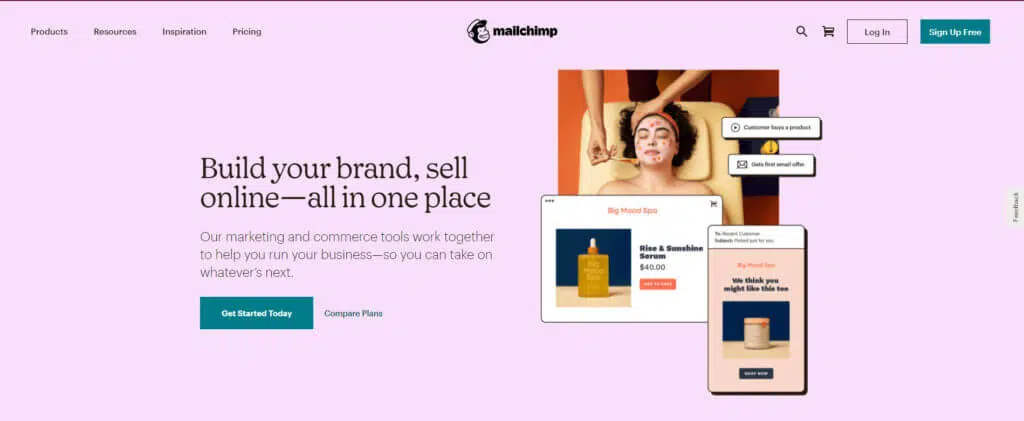 Products Resources Inspiration Pricing
mailchimp
Log In
Sign Up Free
Build your brand, sell
online—all in one place
Our marketing and commerce tools work together
to help you run your business—so you can take on
whatever's next.
Get Started Today
Compare Plans
Customer buys a product
Gets first email offer
Big Mood Spa
BIG
MOOD
SPA
Rise & Sunshine
Serum
$40.00
ADD TO CART
To: Recent Customer
Subject: Picked just for you
Big Mood Spa
We think you
might like this too
SHOP NOW
Feedback